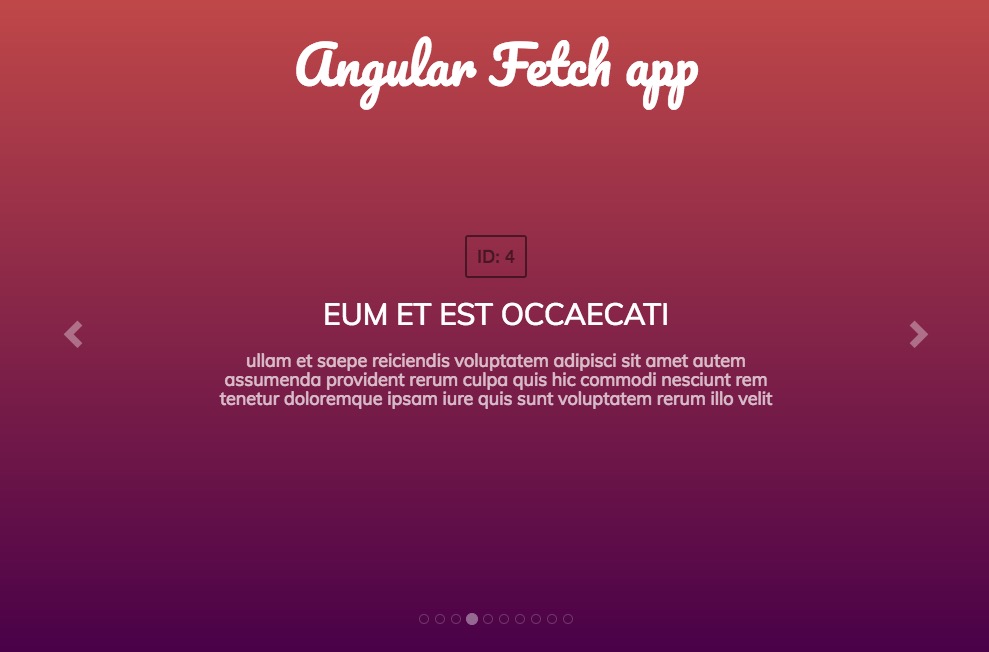 Angular Fetch app
ID: 4
EUM ET EST OCCAECATI
ullam et saepe reiciendis voluptatem adipisci sit amet autem
assumenda provident rerum culpa quis hic commodi nesciunt rem
tenetur doloremque ipsam iure quis sunt voluptatem rerum illo velit